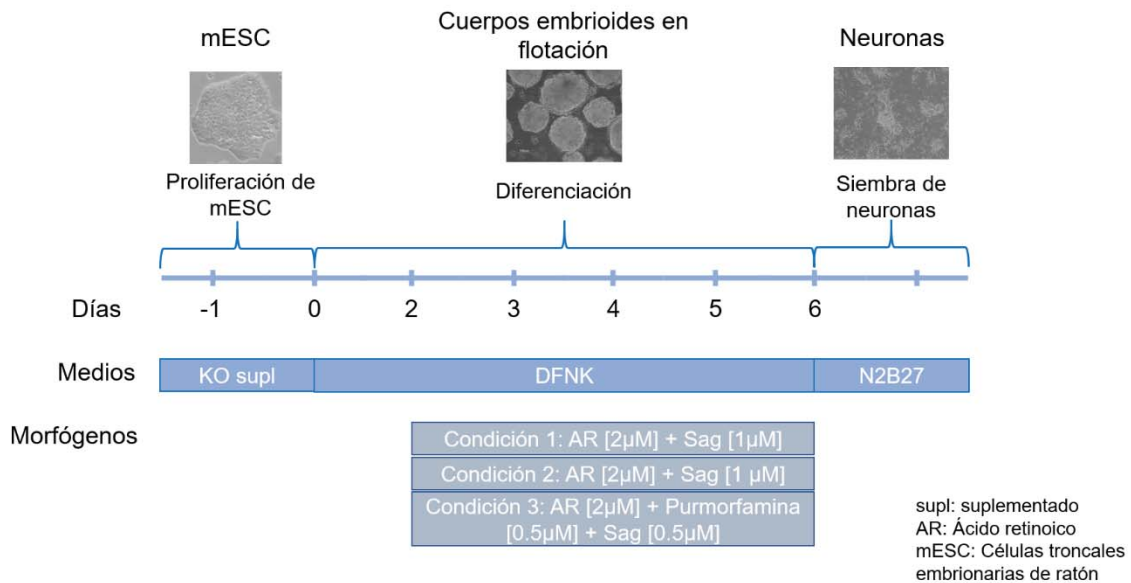 mESC
Cuerpos embrioides en
flotación
Neuronas
Proliferación de
mESC
Diferenciación
Siembra de
neuronas
Días
-1
0
2
3
4
5
6
Medios
KO supl
DFNK
N2B27
Morfógenos
Condición 1: AR [2µM] + Sag [1µM]
Condición 2: AR [2µM] + Sag [1 µM]
Condición 3: AR [2µM] + Purmorfamina
[0.5µM] + Sag [0.5µM]
supl: suplementado
AR: Ácido retinoico
mESC: Células troncales
embrionarias de ratón